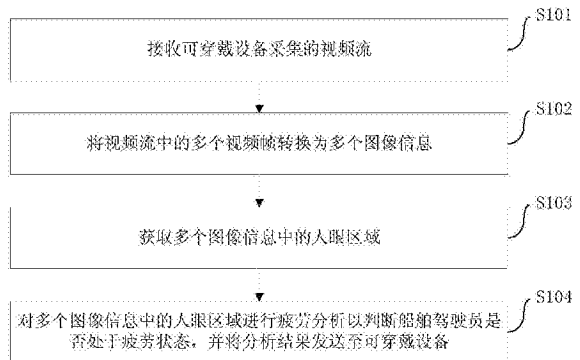 S101
接收可穿戴设备采集的视频流
S102
将视频流中的多个视频帧转换为多个图像信息
S103
获取多个图像信息中的人眼区域
S104
对多个图像信息中的人眼区域进行疲劳分析以判断船舶驾驶员是
否处于疲劳状态，并将分析结果发送至可穿戴设备